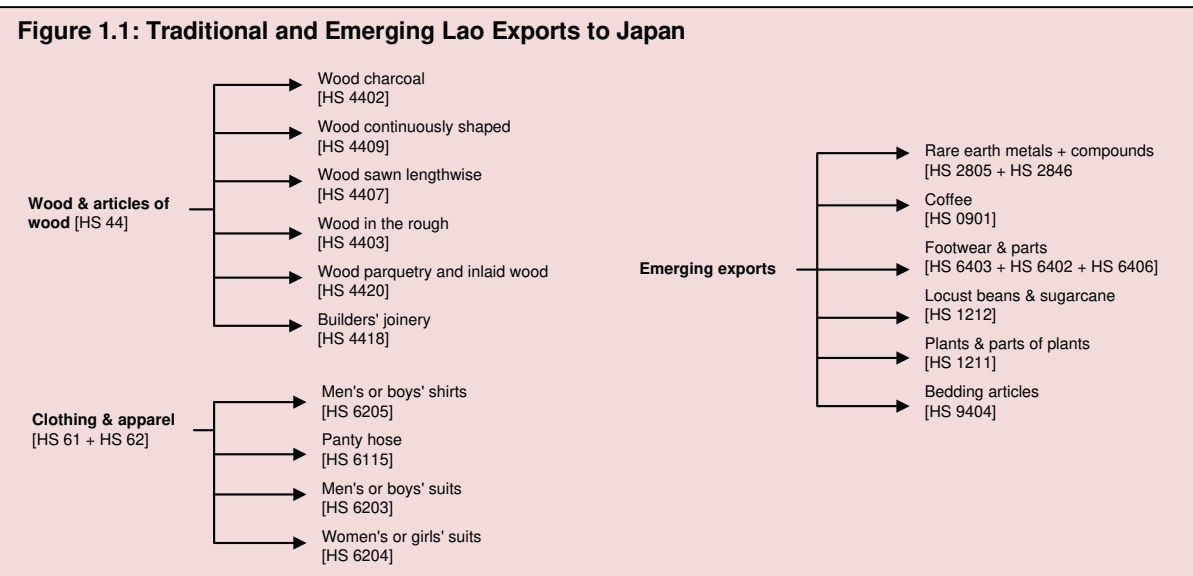 Figure 1.1: Traditional and Emerging Lao Exports to Japan
Wood & articles of
wood [HS 44]
Wood charcoal
[HS 4402]
Wood continuously shaped
[HS 4409]
Wood sawn lengthwise
[HS 4407]
Wood in the rough
[HS 4403]
Wood parquetry and inlaid wood
[HS 4420]
Builders' joinery
[HS 4418]
Clothing & apparel
[HS 61 + HS 62]
Men's or boys' shirts
[HS 6205]
Panty hose
[HS 6115]
Men's or boys' suits
[HS 6203]
Women's or girls' suits
[HS 6204]
Emerging exports
Rare earth metals + compounds
[HS 2805 + HS 2846
Coffee
[HS 0901]
Footwear & parts
[HS 6403 + HS 6402 + HS 6406]
Locust beans & sugarcane
[HS 1212]
Plants & parts of plants
[HS 1211]
Bedding articles
[HS 9404]